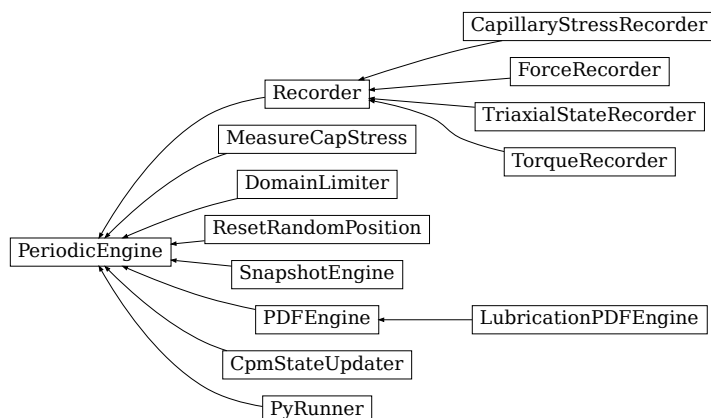 CapillaryStressRecorder
ForceRecorder
Recorder
TriaxialStateRecorder
MeasureCapStress
TorqueRecorder
DomainLimiter
ResetRandomPosition
PeriodicEngine
SnapshotEngine
PDFEngine
LubricationPDFEngine
CpmStateUpdater
PyRunner